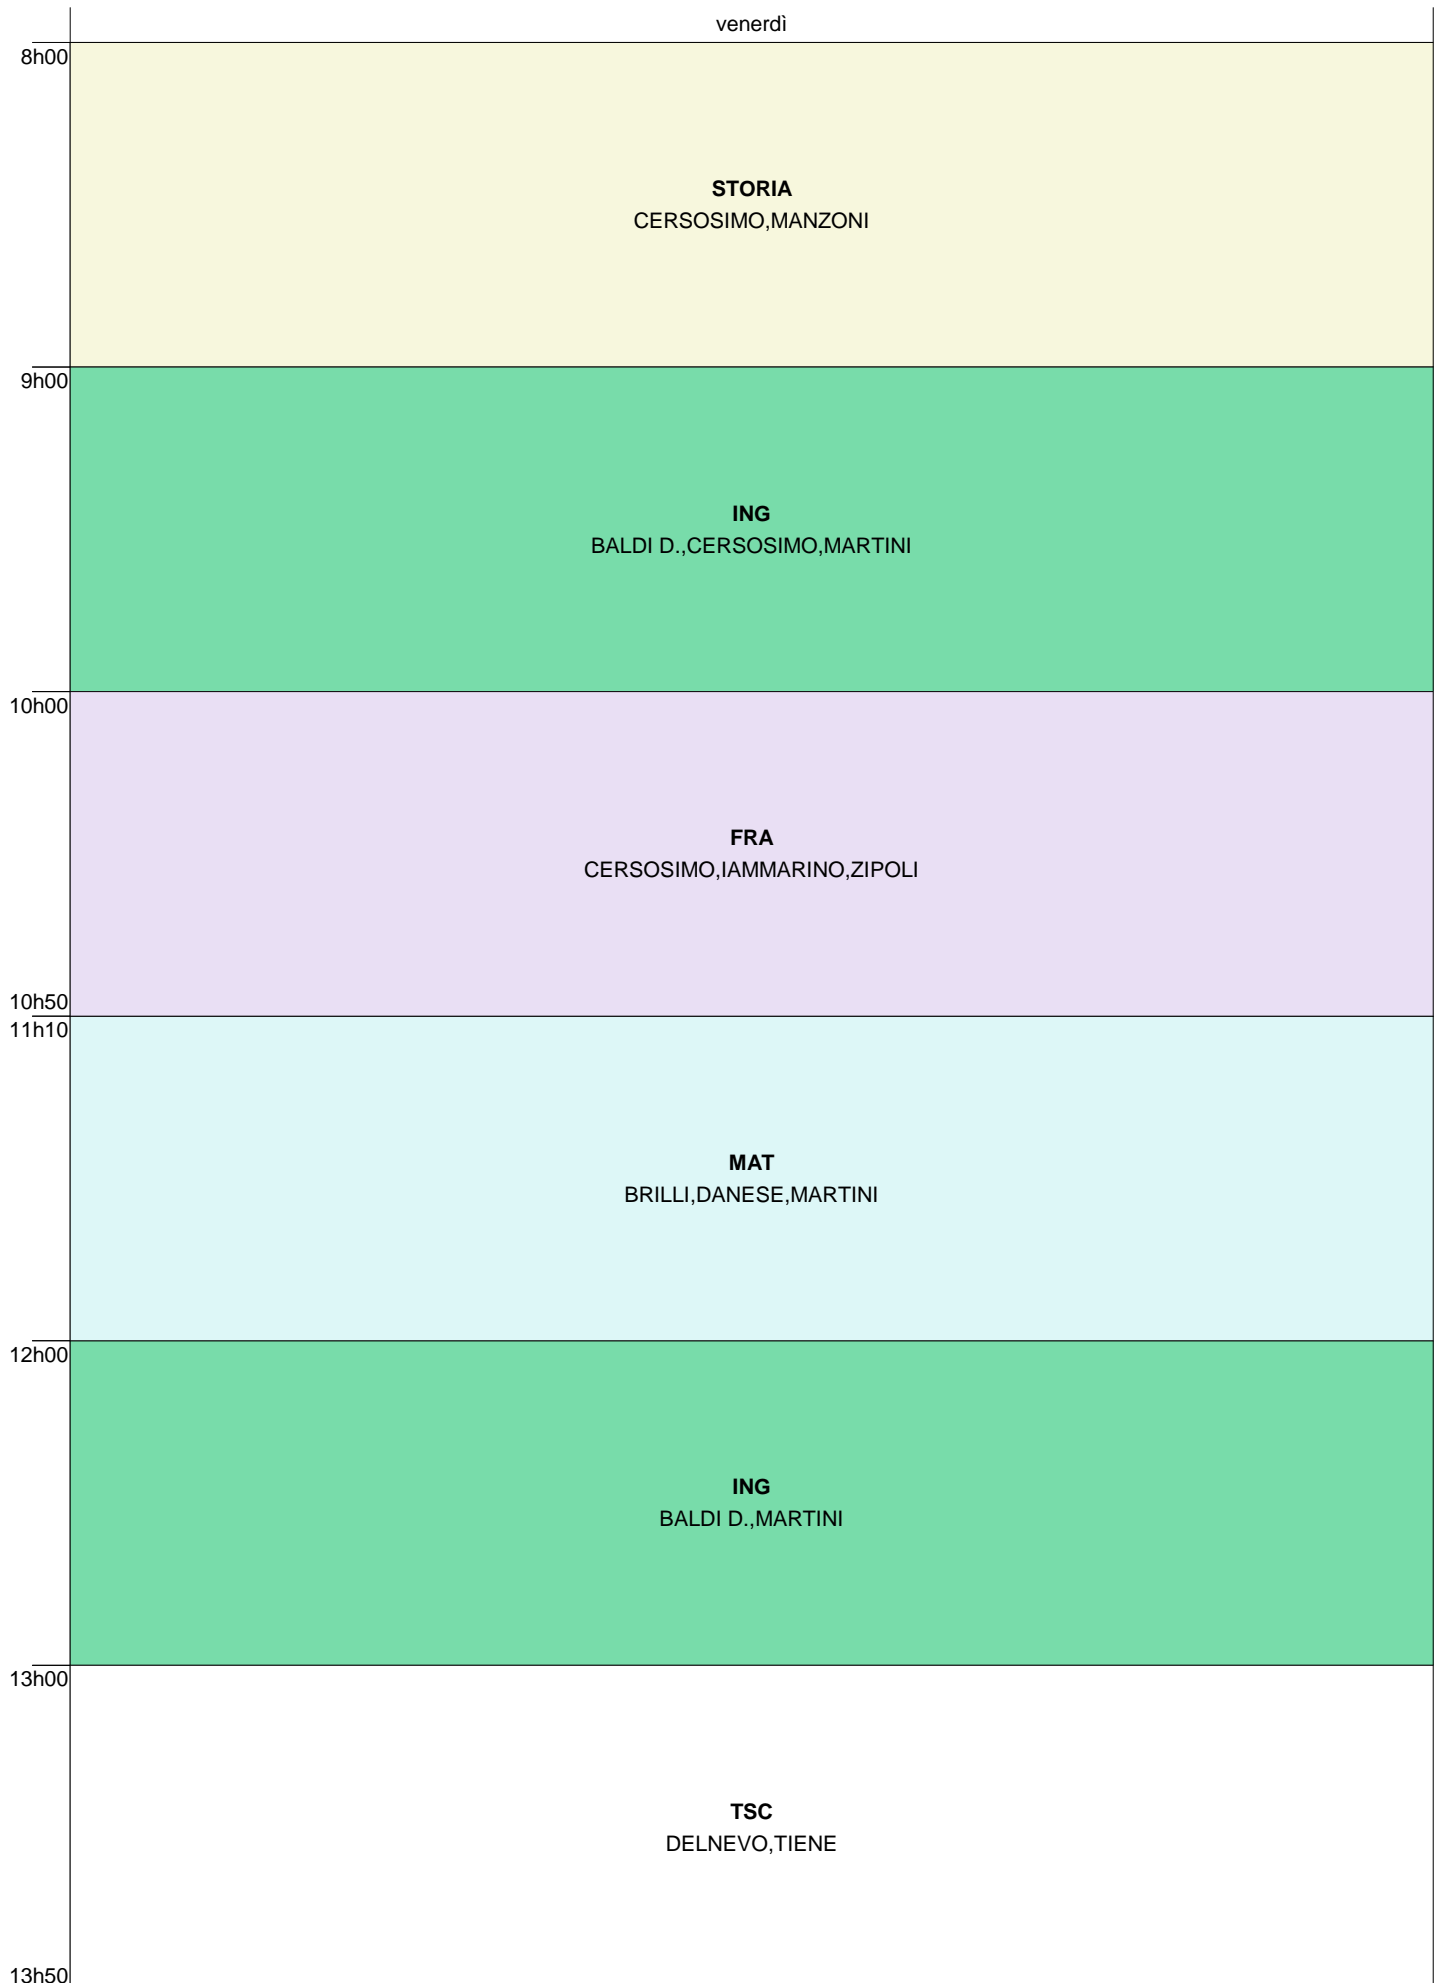 venerdì
8h00
STORIA
CERSOSIMO,MANZONI
9h00
ING
BALDI D.,CERSOSIMO,MARTINI
10h00
FRA
CERSOSIMO,IAMMARINO,ZIPOLI
10h50
11h10
MAT
BRILLI,DANESE,MARTINI
12h00
ING
BALDI D.,MARTINI
13h00
TSC
DELNEVO,TIENE
13h50